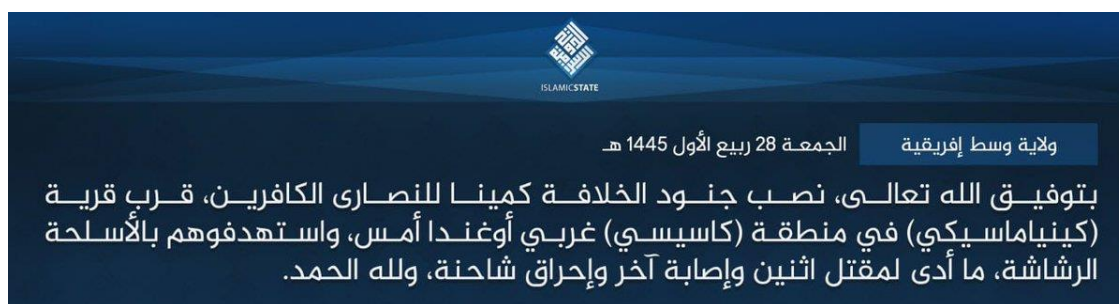 ISLAMICSTATE
ولاية وسط إفريقية الجمعة 28 ربيع الأول 1445 هـ
بتوفيق الله تعالى، نصب جنود الخلافة كمينا للنصارى الكافرين، قرب قرية
(كينياماسيكي) في منطقة (كاسيسي) غربي أوغندا أمس، واستهدفوهم بالأسلحة
الرشاشة، ما أدى لمقتل اثنين وإصابة آخر وإحراق شاحنة، ولله الحمد.